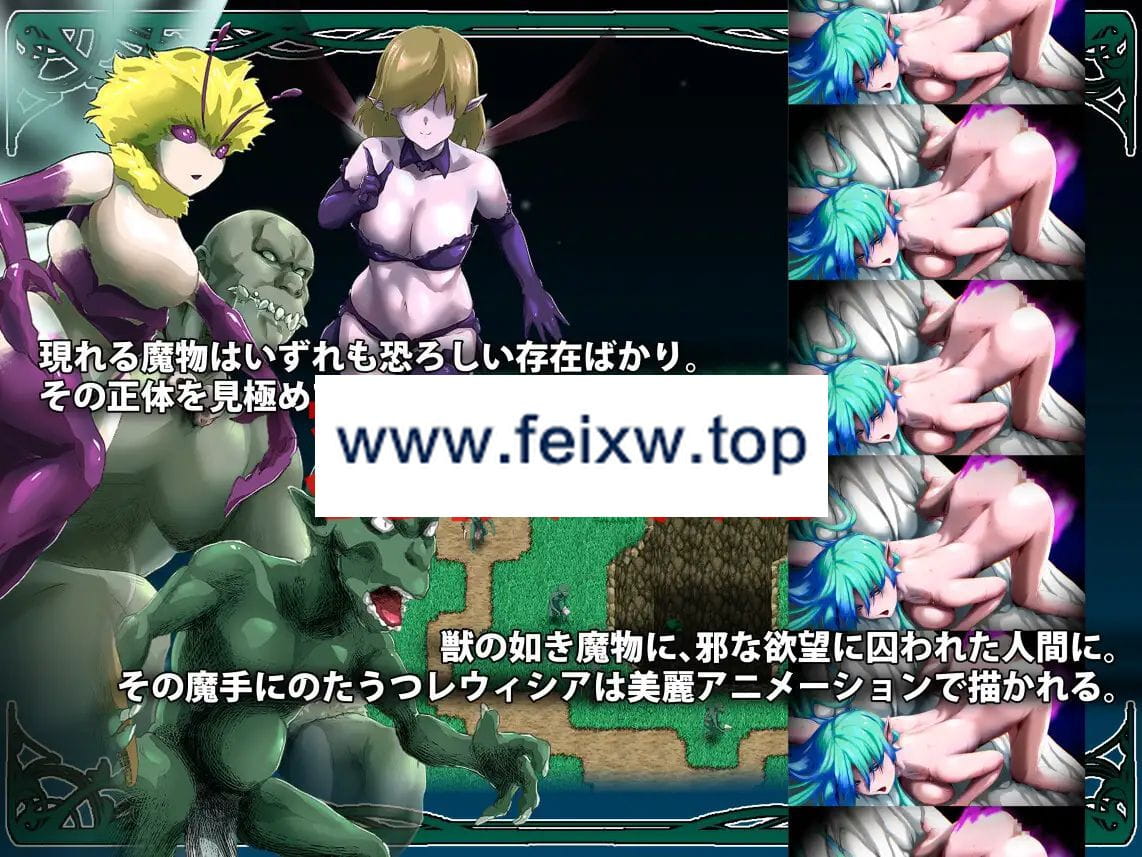 現れる魔物はいずれも恐ろしい存在ばかり。
その正体を見極め
www.feixw.top
獣の如き魔物に、邪な欲望に囚われた人間に。
その魔手にのたうつレウィシアは美麗アニメーションで描かれる。